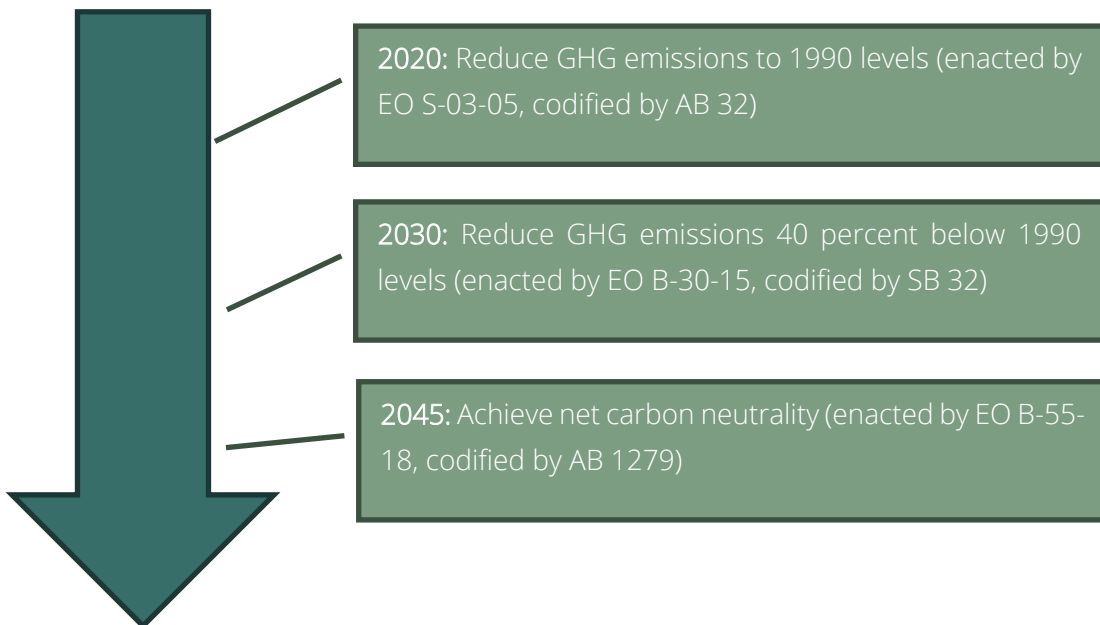 2020: Reduce GHG emissions to 1990 levels (enacted by
EO S-03-05, codified by AB 32)
2030: Reduce GHG emissions 40 percent below 1990
levels (enacted by EO B-30-15, codified by SB 32)
2045: Achieve net carbon neutrality (enacted by EO B-55-
18, codified by AB 1279)